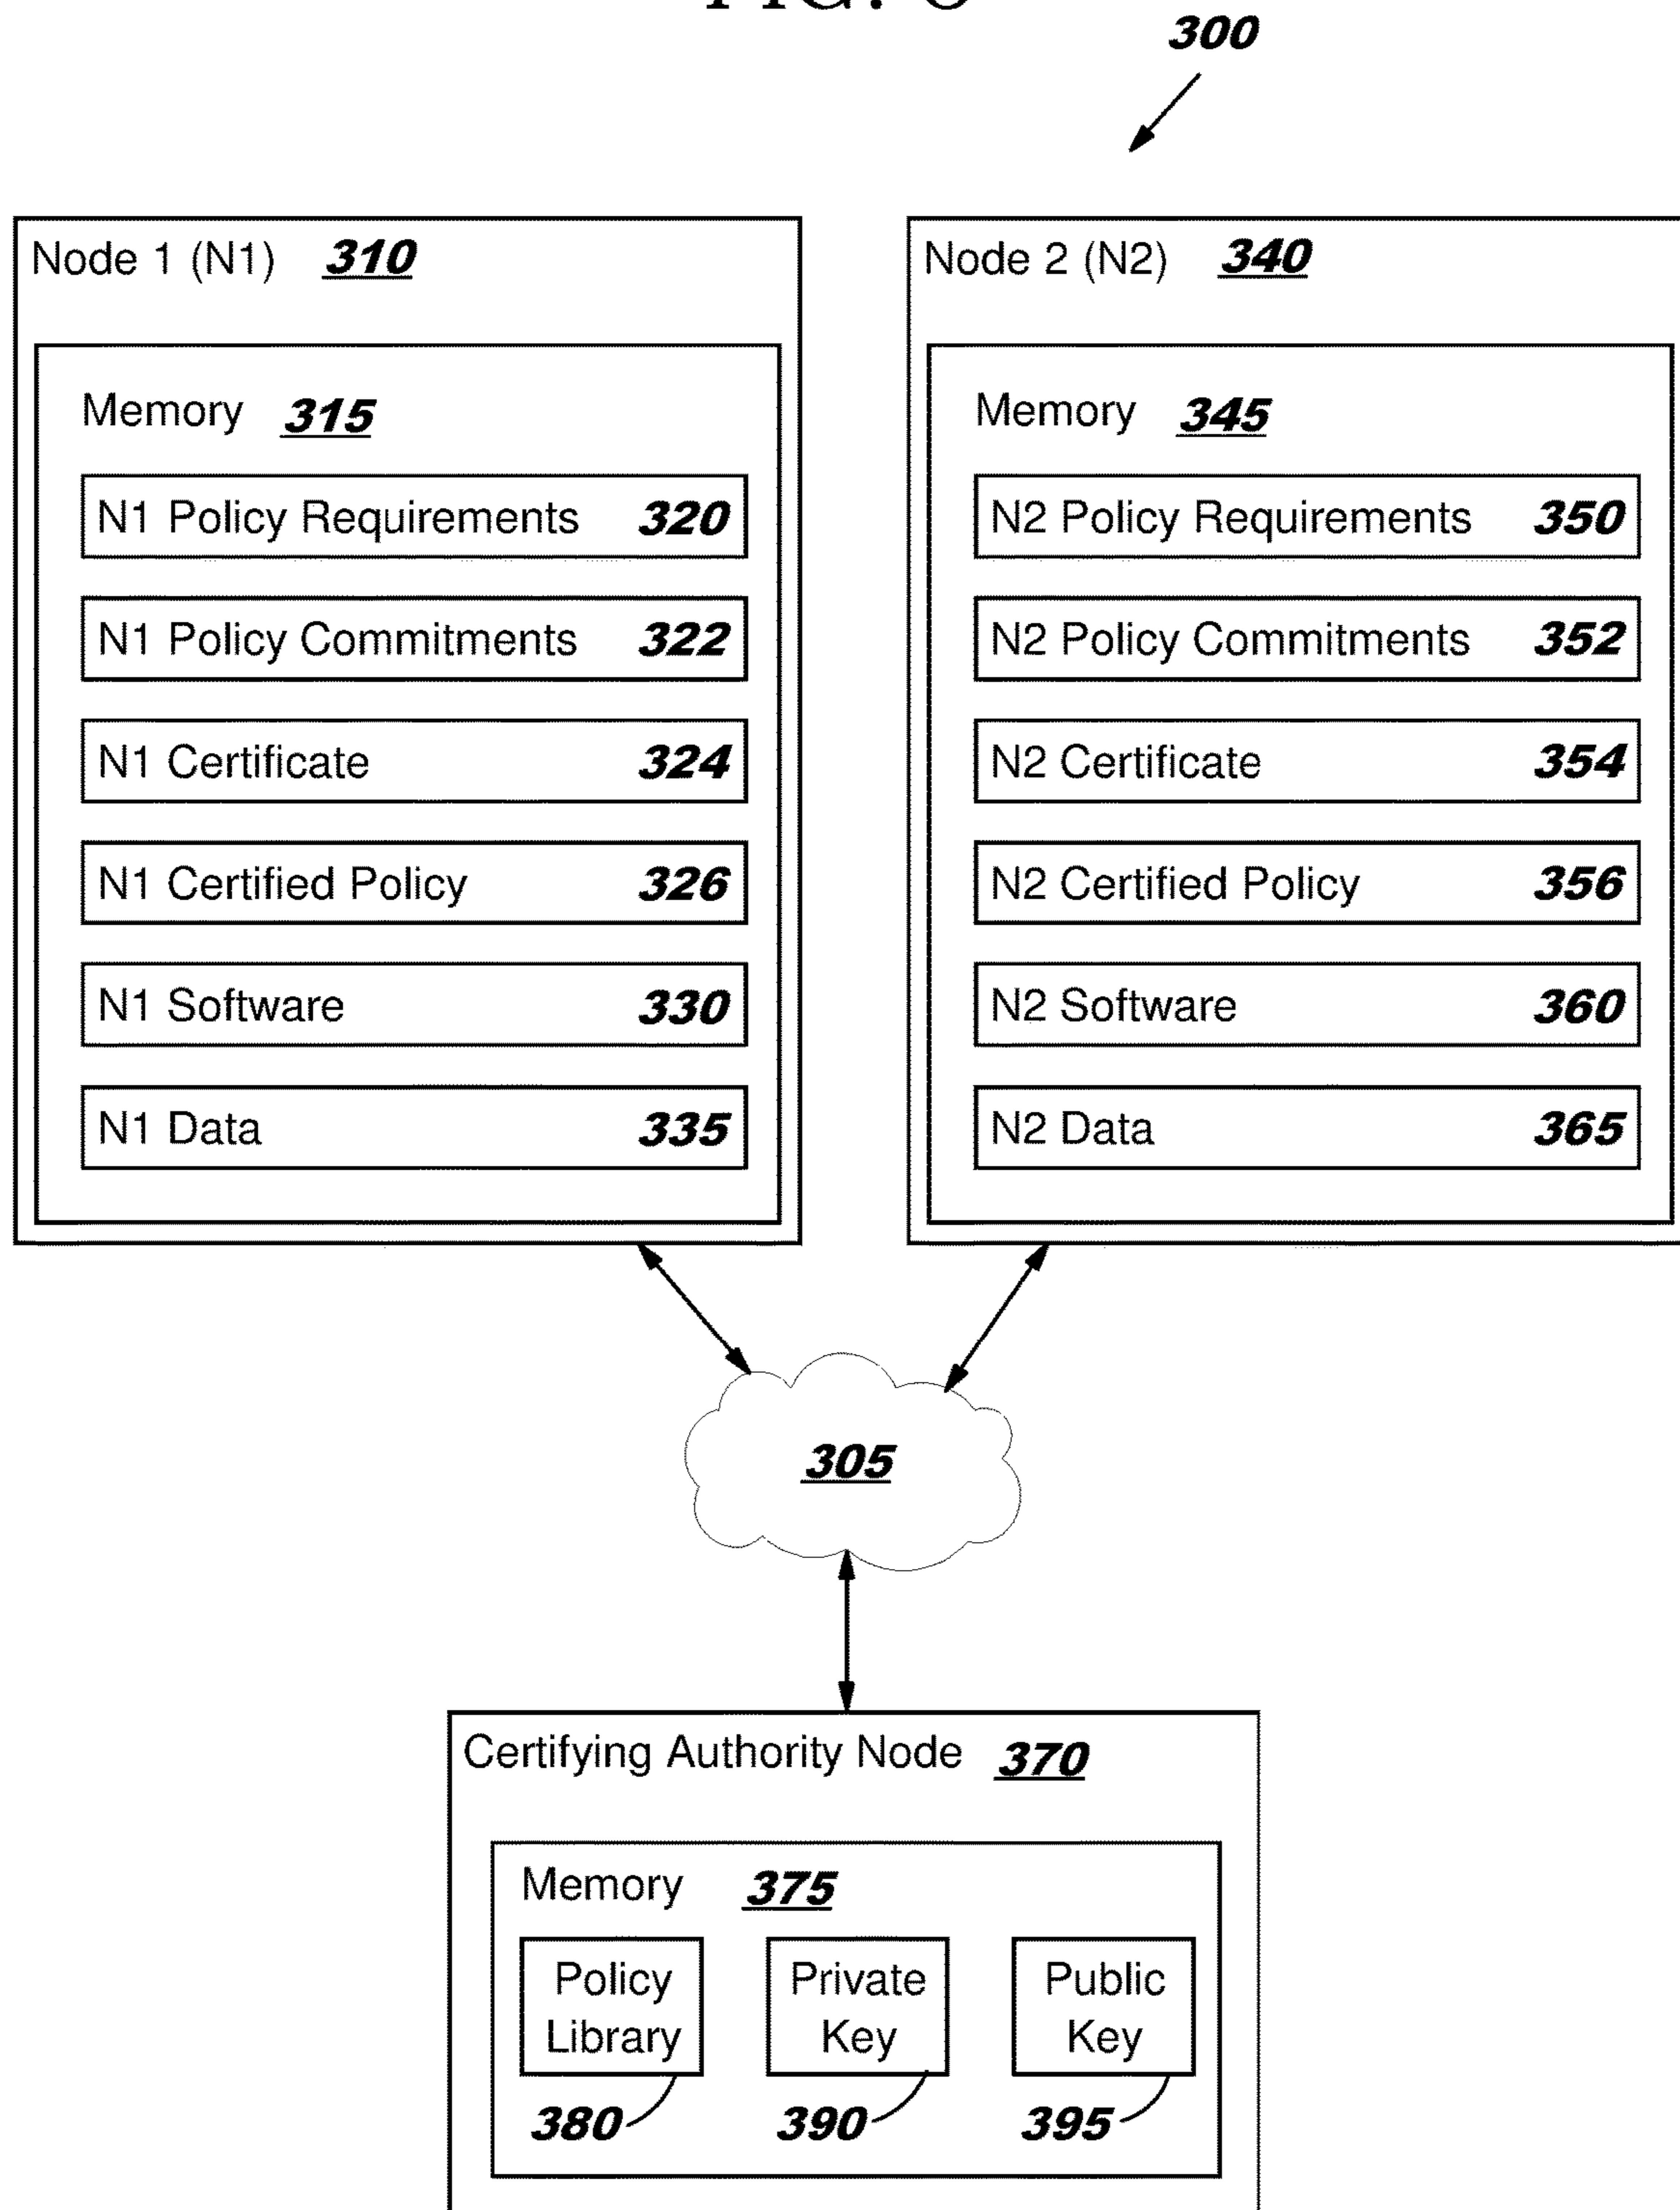 300
Node 1 (N1) 310
Memory 315
N1 Policy Requirements 320
N1 Policy Commitments 322
N1 Certificate 324
N1 Certified Policy 326
N1 Software 330
N1 Data 335
Node 2 (N2) 340
Memory 345
N2 Policy Requirements 350
N2 Policy Commitments 352
N2 Certificate 354
N2 Certified Policy 356
N2 Software 360
N2 Data 365
305
Certifying Authority Node 370
Memory 375
Policy
Library
380
Private
Key
390
Public
Key
395